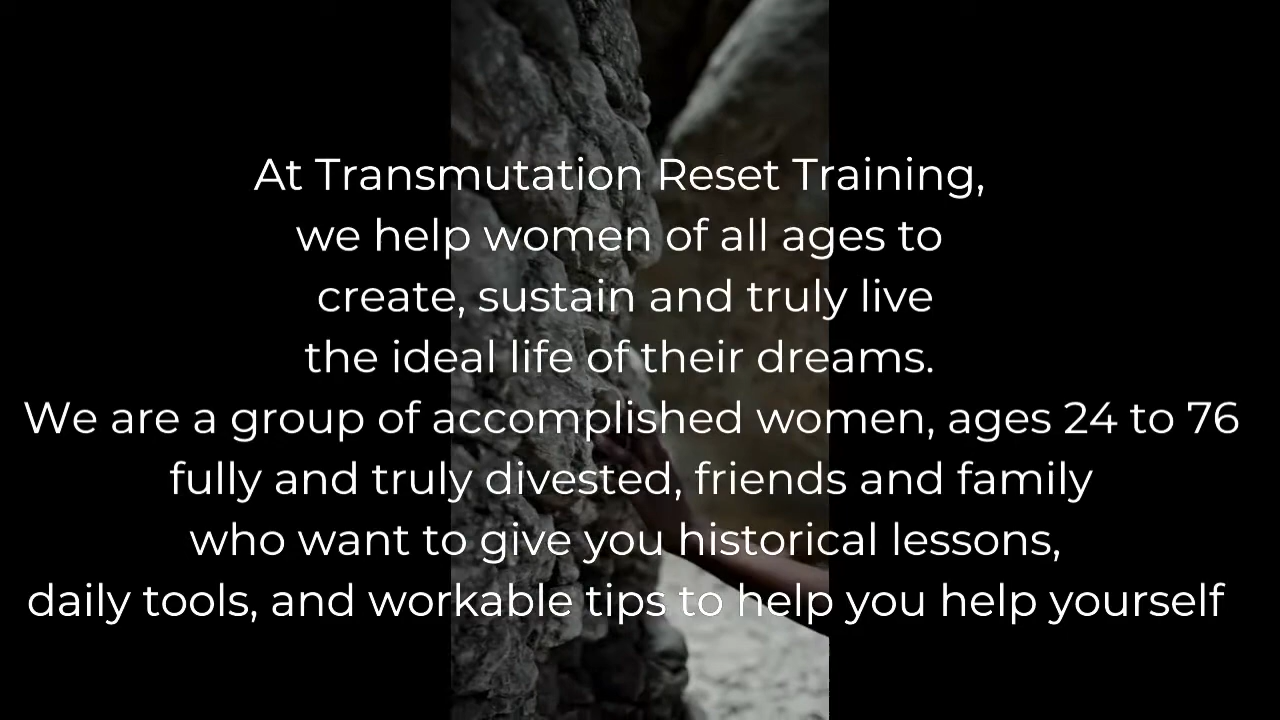 At Transmutation Reset Training,
we help women of all ages to
create, sustain and truly live
the ideal life of their dreams.
We are a group of accomplished women, ages 24 to 76
fully and truly divested, friends and family
who want to give you historical lessons,
daily tools, and workable tips to help you help yourself